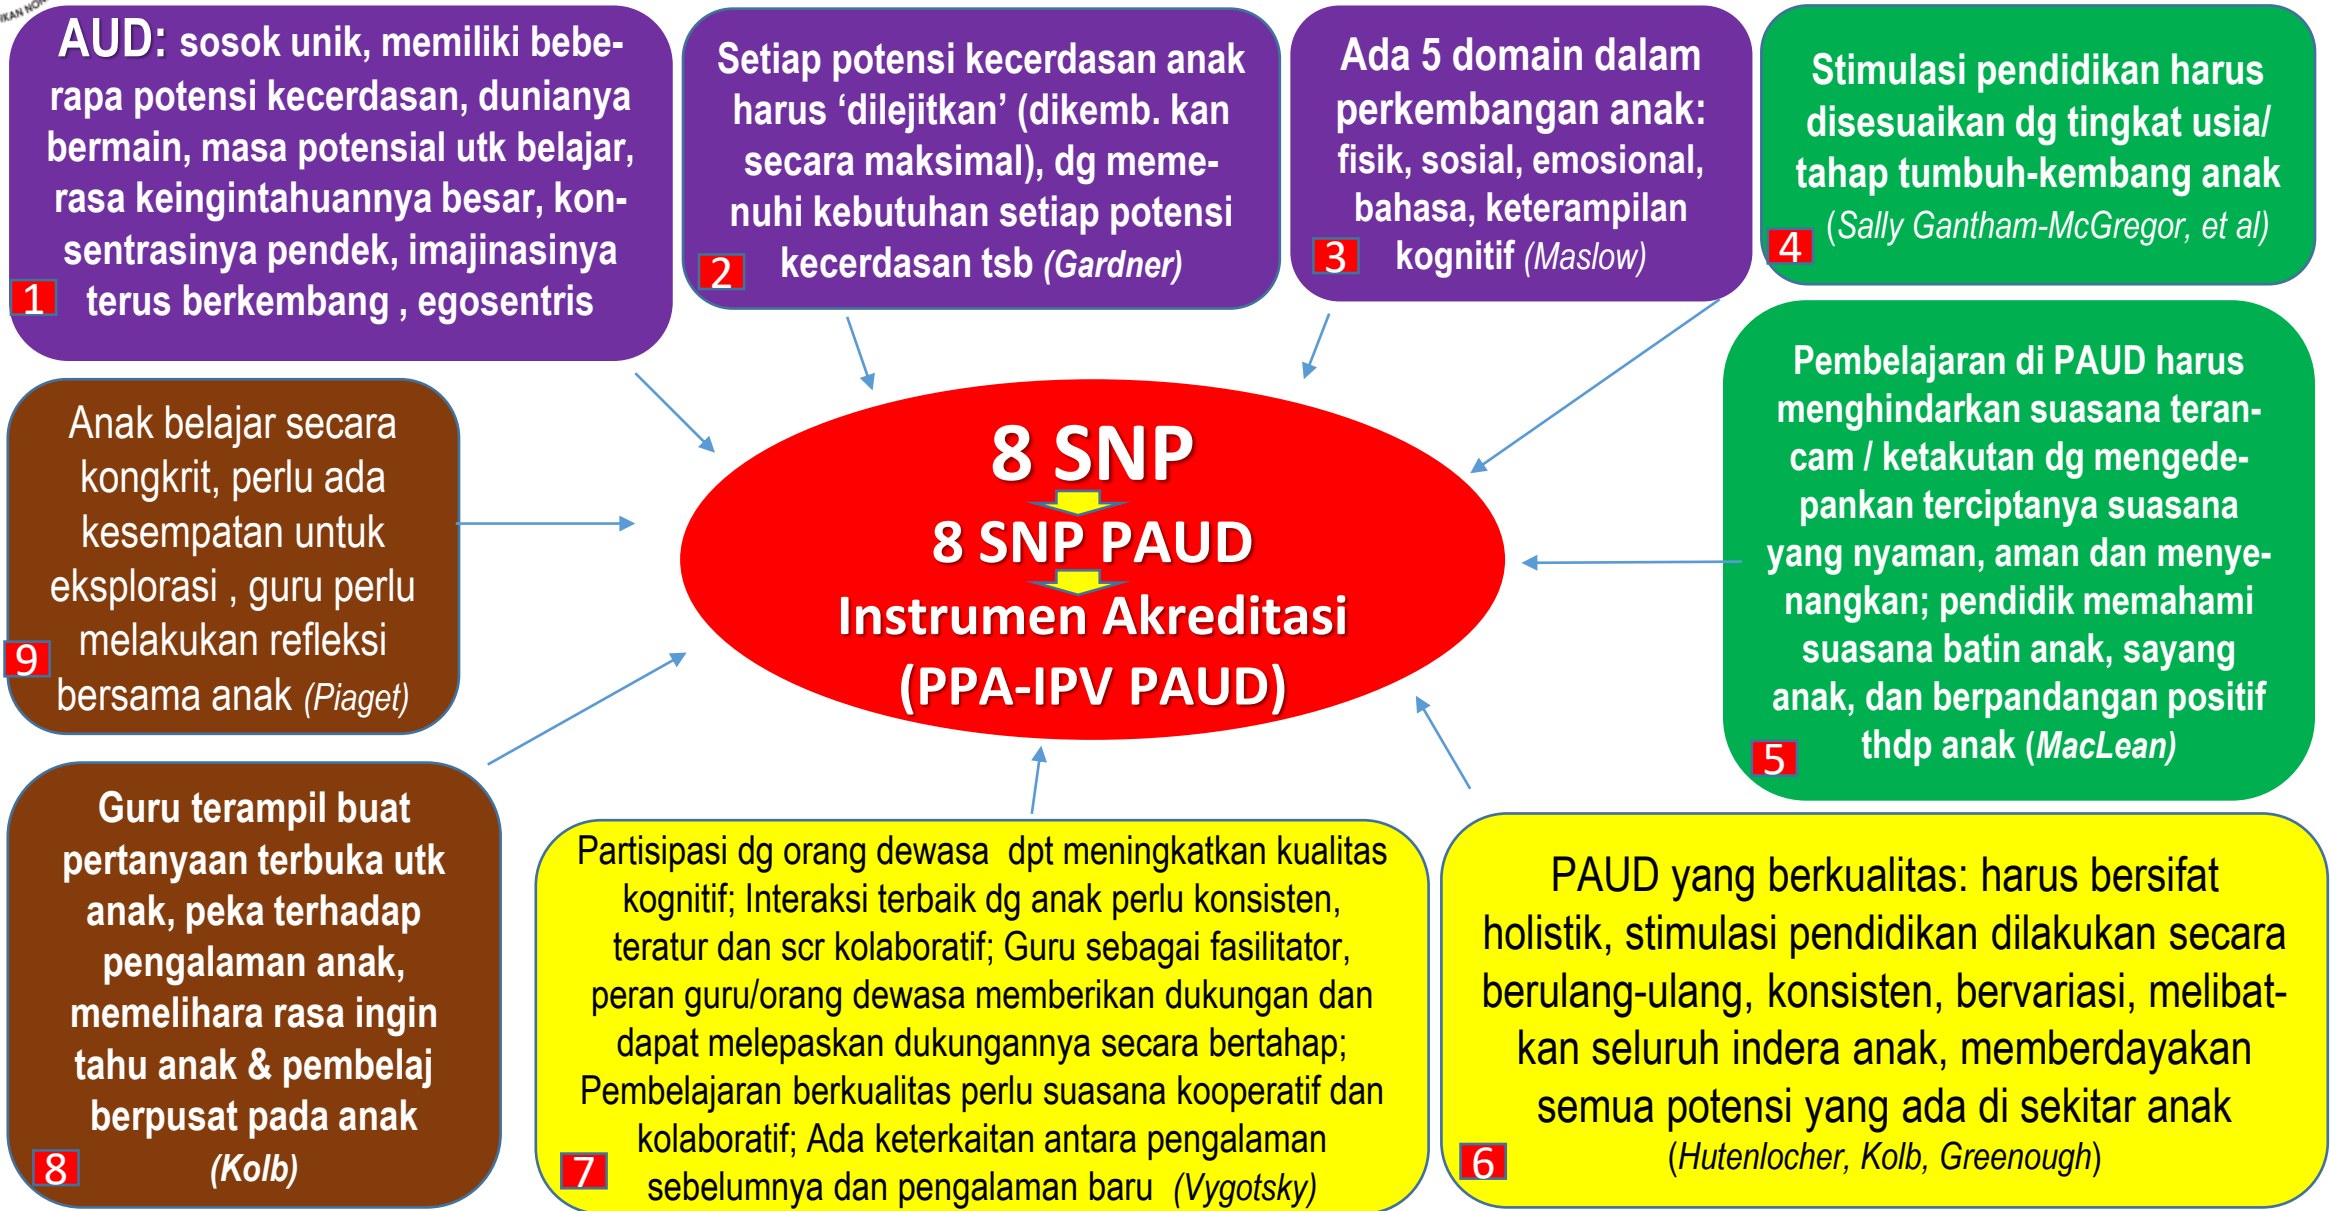 AUD: sosok unik, memiliki bebe-
rapa potensi kecerdasan, dunianya
bermain, masa potensial utk belajar,
rasa keingintahuannya besar, kon-
sentrasinya pendek, imajinasinya
terus berkembang , egosentris
1
Setiap potensi kecerdasan anak
harus ‘dilejitkan’ (dikemb. kan
secara maksimal), dg meme-
nuhi kebutuhan setiap potensi
kecerdasan tsb (Gardner)
2
Ada 5 domain dalam
perkembangan anak:
fisik, sosial, emosional,
bahasa, keterampilan
kognitif (Maslow)
3
Stimulasi pendidikan harus
disesuaikan dg tingkat usia/
tahap tumbuh-kembang anak
(Sally Gantham-McGregor, et al)
4
Pembelajaran di PAUD harus
menghindarkan suasana teran-
cam / ketakutan dg mengede-
pankan terciptanya suasana
yang nyaman, aman dan menye-
nangkan; pendidik memahami
suasana batin anak, sayang
anak, dan berpandangan positif
thdp anak (MacLean)
5
PAUD yang berkualitas: harus bersifat
holistik, stimulasi pendidikan dilakukan secara
berulang-ulang, konsisten, bervariasi, melibat-
kan seluruh indera anak, memberdayakan
semua potensi yang ada di sekitar anak
(Hutenlocher, Kolb, Greenough)
6
Partisipasi dg orang dewasa dpt meningkatkan kualitas
kognitif; Interaksi terbaik dg anak perlu konsisten,
teratur dan scr kolaboratif; Guru sebagai fasilitator,
peran guru/orang dewasa memberikan dukungan dan
dapat melepaskan dukungannya secara bertahap;
Pembelajaran berkualitas perlu suasana kooperatif dan
kolaboratif; Ada keterkaitan antara pengalaman
sebelumnya dan pengalaman baru (Vygotsky)
7
Guru terampil buat
pertanyaan terbuka utk
anak, peka terhadap
pengalaman anak,
memelihara rasa ingin
tahu anak & pembelaj
berpusat pada anak
(Kolb)
8
Anak belajar secara
kongkrit, perlu ada
kesempatan untuk
eksplorasi , guru perlu
melakukan refleksi
bersama anak (Piaget)
9
8 SNP
8 SNP PAUD
Instrumen Akreditasi
(PPA-IPV PAUD)